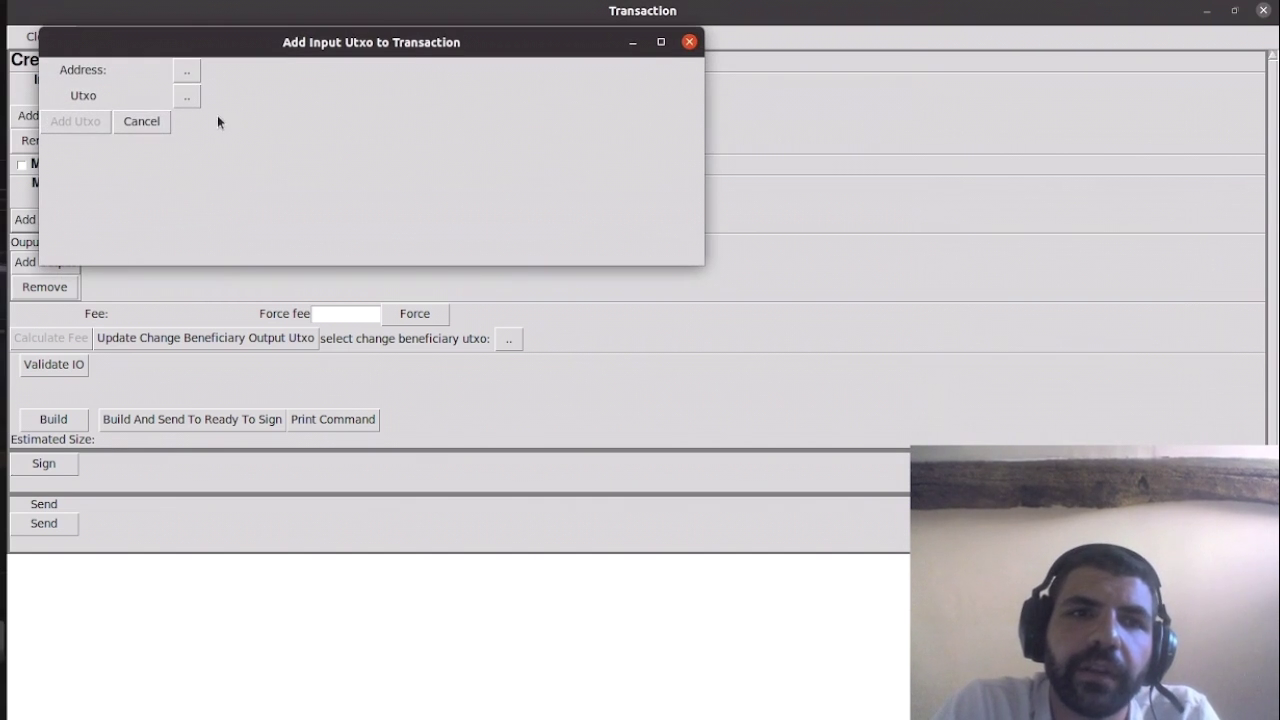 Transaction
Clo
Add Input Utxo to Transaction
Cre
Address: ..
I
Utxo ..
Add
Add Utxo Cancel
Rer
M
M
Add
Oupu
Add
Remove
Fee: Force fee Force
Calculate Fee Update Change Beneficiary Output Utxo select change beneficiary utxo: ..
Validate IO
Build Build And Send To Ready To Sign Print Command
Estimated Size:
Sign
Send
Send